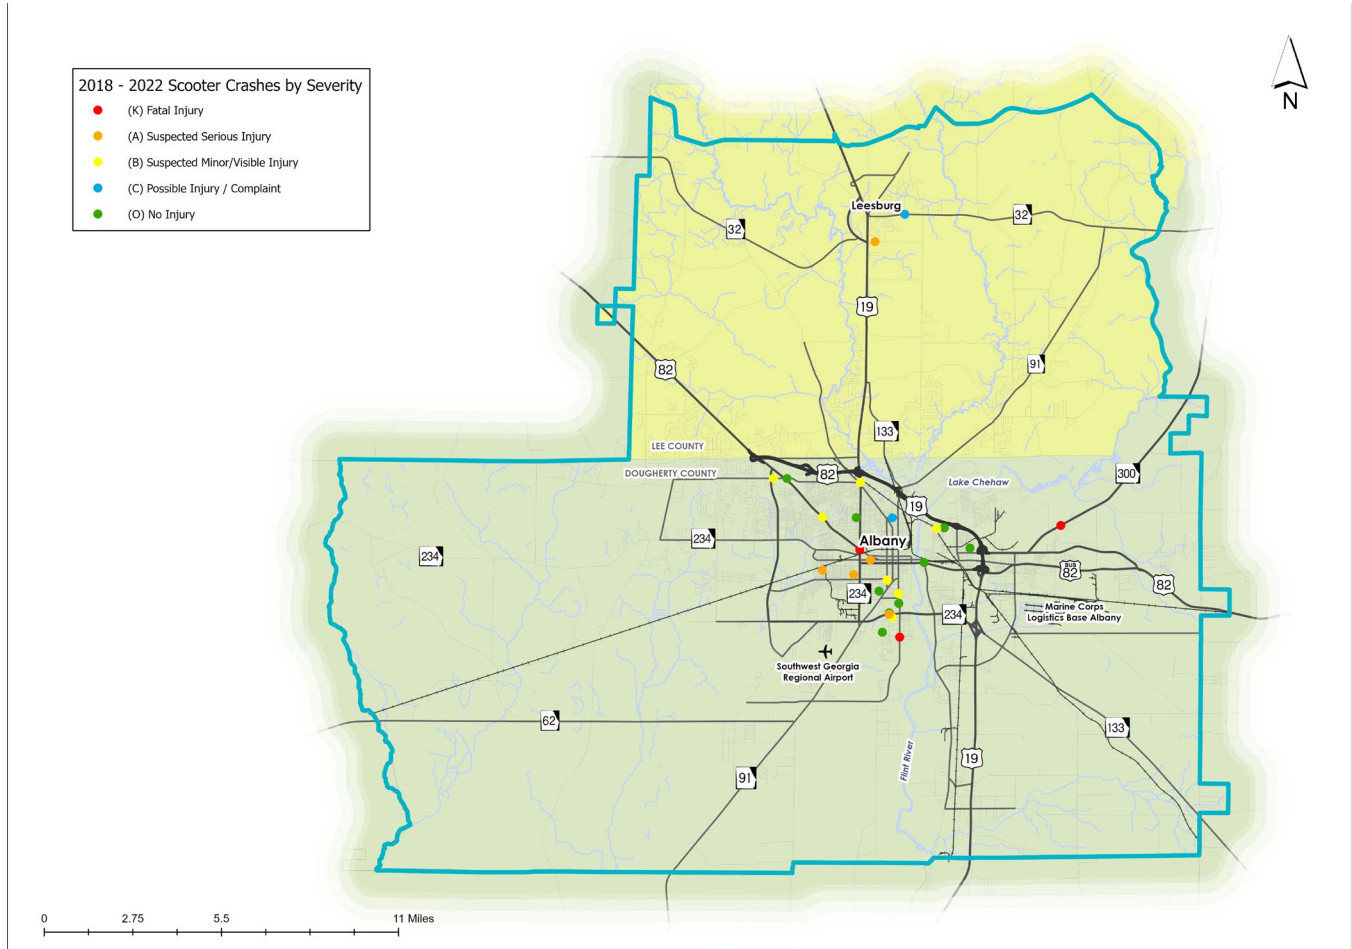 2018 - 2022 Scooter Crashes by Severity
(K) Fatal Injury
(A) Suspected Serious Injury
(B) Suspected Minor/Visible Injury
(C) Possible Injury / Complaint
(O) No Injury
N
Leesburg
32
32
19
82
91
133
LEE COUNTY
DOUGHERTY COUNTY
82
300
Lake Chehaw
19
234
234
Albany
BUS
82
82
234
234
Marine Corps
Logistics Base Albany
Southwest Georgia
Regional Airport
62
133
Flint River
19
91
0
2.75
5.5
11 Miles